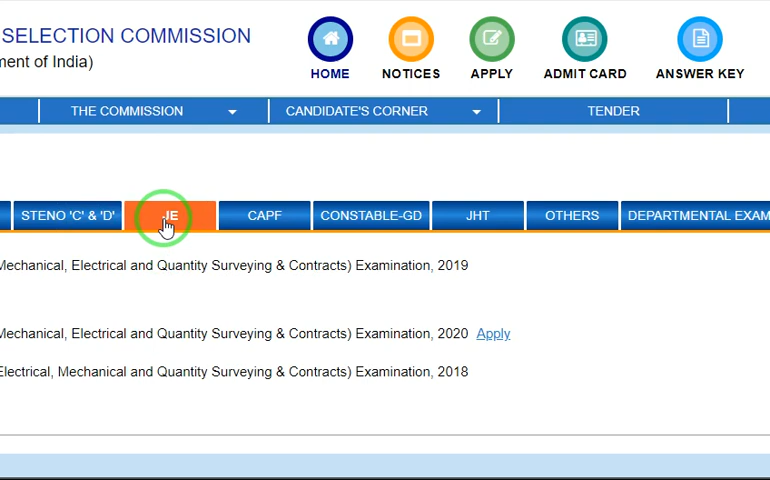 SELECTION COMMISSION
ment of India)
HOME
NOTICES
APPLY
ADMIT CARD
ANSWER KEY
THE COMMISSION
CANDIDATE'S CORNER
TENDER
STENO 'C' & 'D'
JE
CAPF
CONSTABLE-GD
JHT
OTHERS
DEPARTMENTAL EXAM
Mechanical, Electrical and Quantity Surveying & Contracts) Examination, 2019
Mechanical, Electrical and Quantity Surveying & Contracts) Examination, 2020 Apply
Electrical, Mechanical and Quantity Surveying & Contracts) Examination, 2018